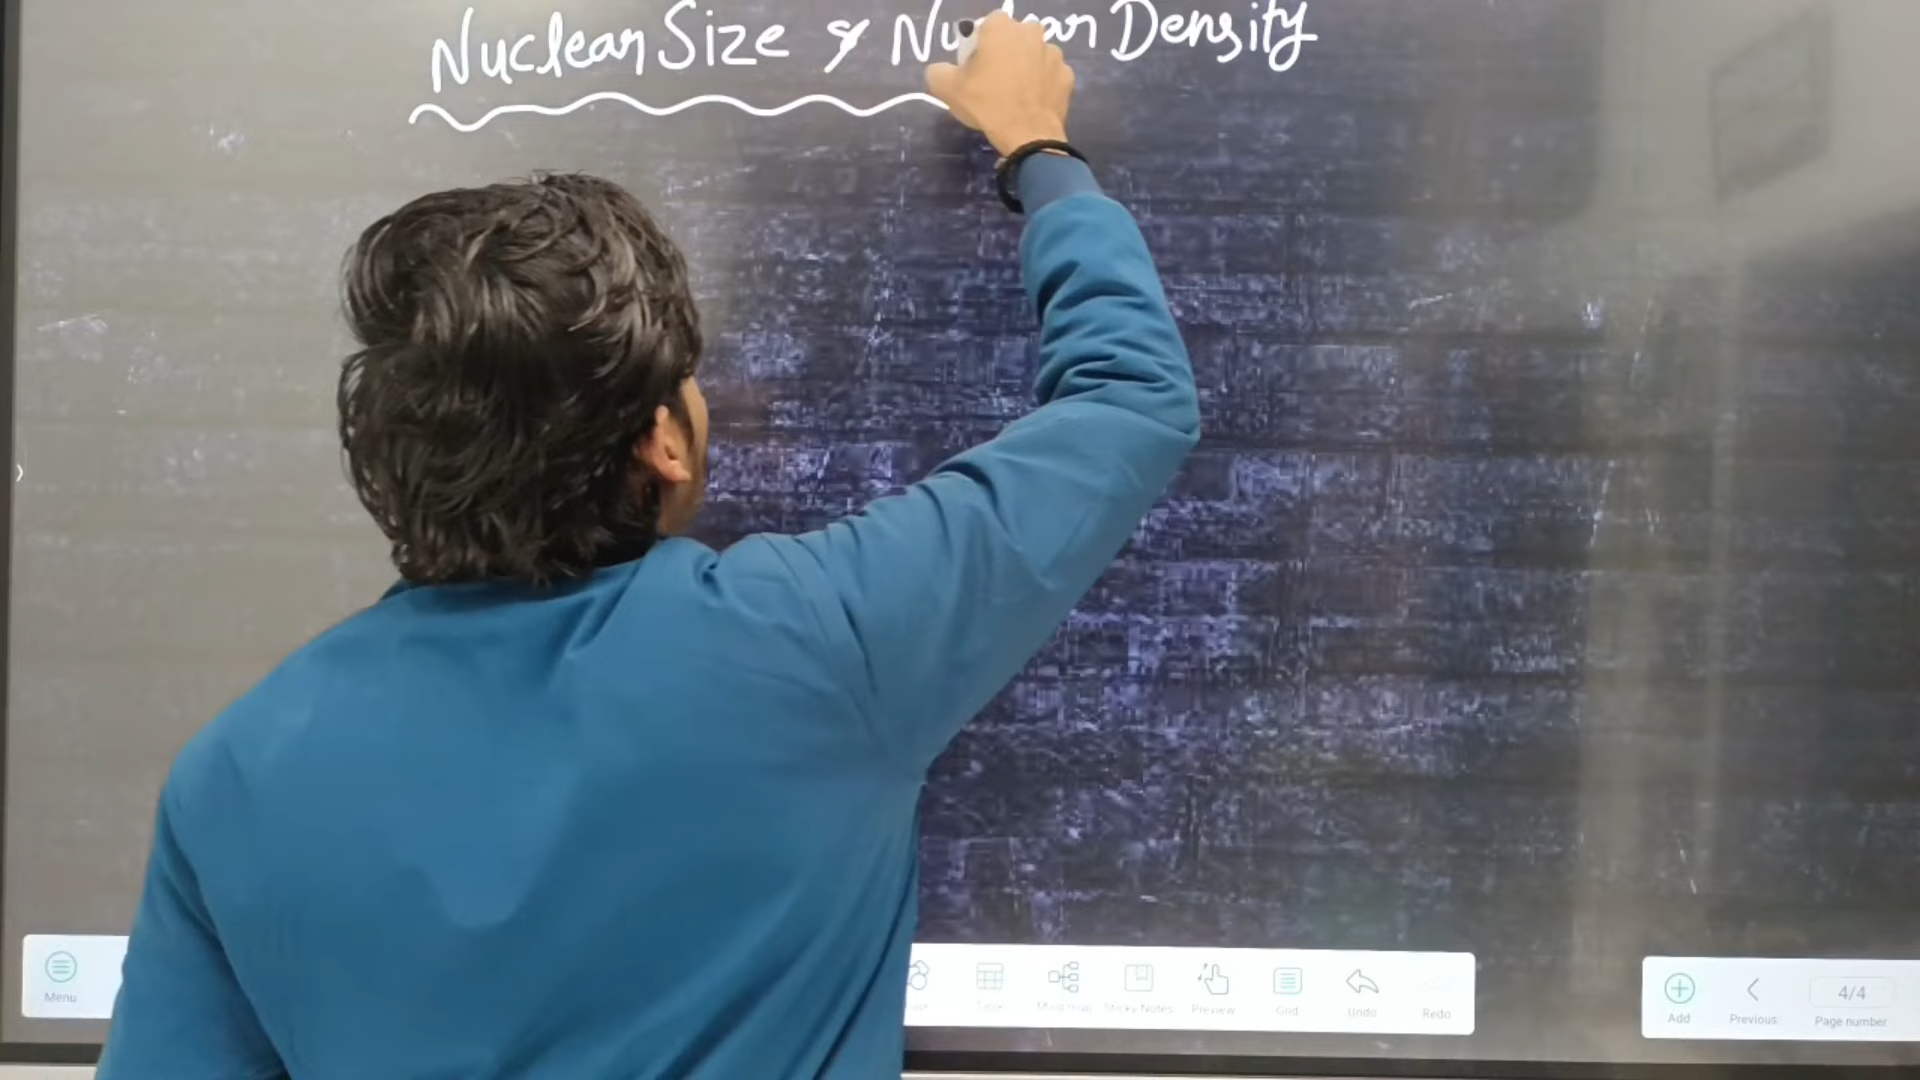 Nuclear Size & Nuclear Density
Menu
Table Mind map Sticky Notes Preview Grid Undo Redo
Add Previous 4/4
Page number